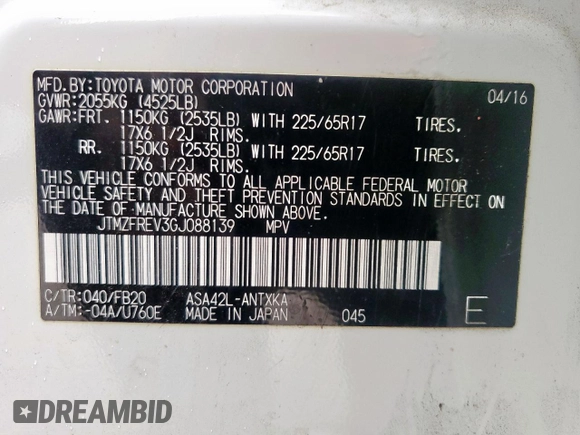 MFD.BY:TOYOTA MOTOR CORPORATION 04/16
GVWR:2055KG (4525LB)
GAWR:FRT. 1150KG (2535LB) WITH 225/65R17 TIRES.
17X6 1/2J RIMS.
RR. 1150KG (2535LB) WITH 225/65R17 TIRES.
17X6 1/2J RIMS.
THIS VEHICLE CONFORMS TO ALL APPLICABLE FEDERAL MOTOR
VEHICLE SAFETY AND THEFT PREVENTION STANDARDS IN EFFECT ON
THE DATE OF MANUFACTURE SHOWN ABOVE.
JTMZFREV3GJ088139 MPV
C/TR:040/FB20 ASA42L-ANTXKA
A/TM:-04A/U760E MADE IN JAPAN 045 E
DREAMBID